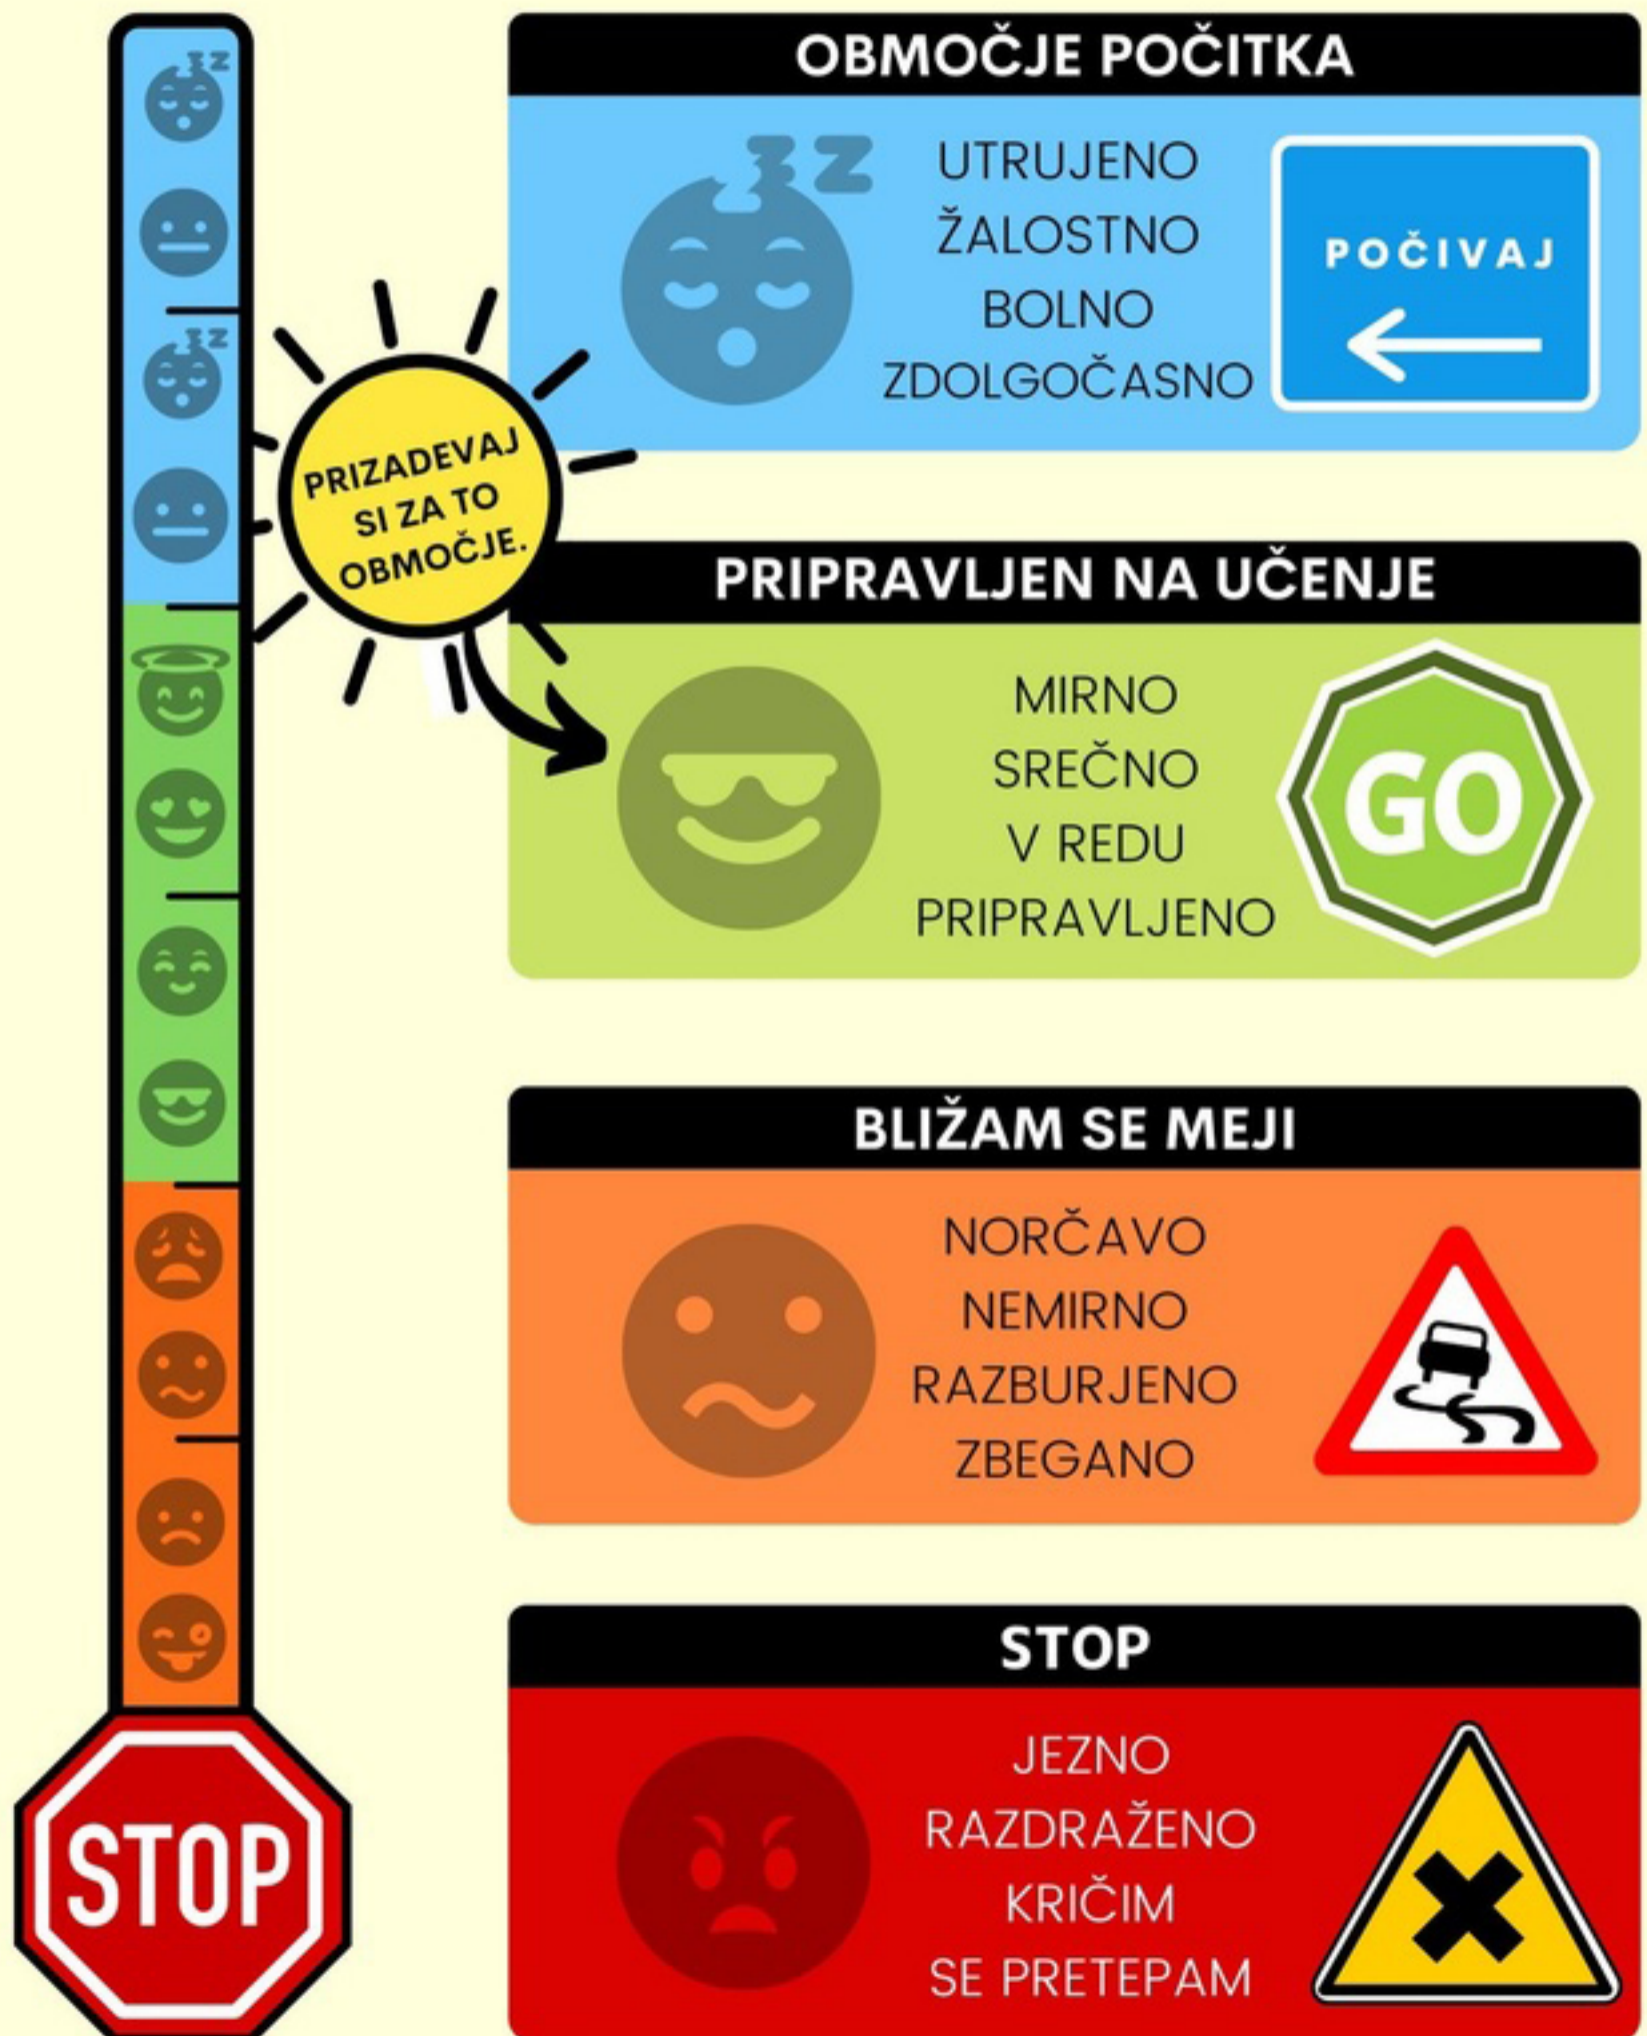 OBMOČJE POČITKA
UTRUJENO
ŽALOSTNO
BOLNO
ZDOLGOČASNO
POČIVAJ
PRIZADEVAJ
SI ZA TO
OBMOČJE.
PRIPRAVLJEN NA UČENJE
MIRNO
SREČNO
V REDU
PRIPRAVLJENO
GO
BLIŽAM SE MEJI
NORČAVO
NEMIRNO
RAZBURJENO
ZBEGANO
STOP
JEZNO
RAZDRAŽENO
KRIČIM
SE PRETEPAM
STOP